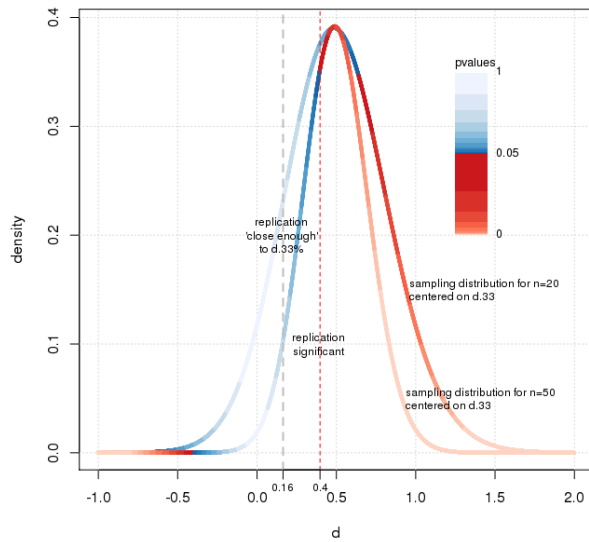 0.4
0.3
0.2
0.1
0.0
density
pvalues
1
0.05
0
replication
'close enough'
to d.33%
replication
significant
sampling distribution for n=20
centered on d.33
sampling distribution for n=50
centered on d.33
-1.0
-0.5
0.0
0.5
1.0
1.5
2.0
0.16
0.4
d